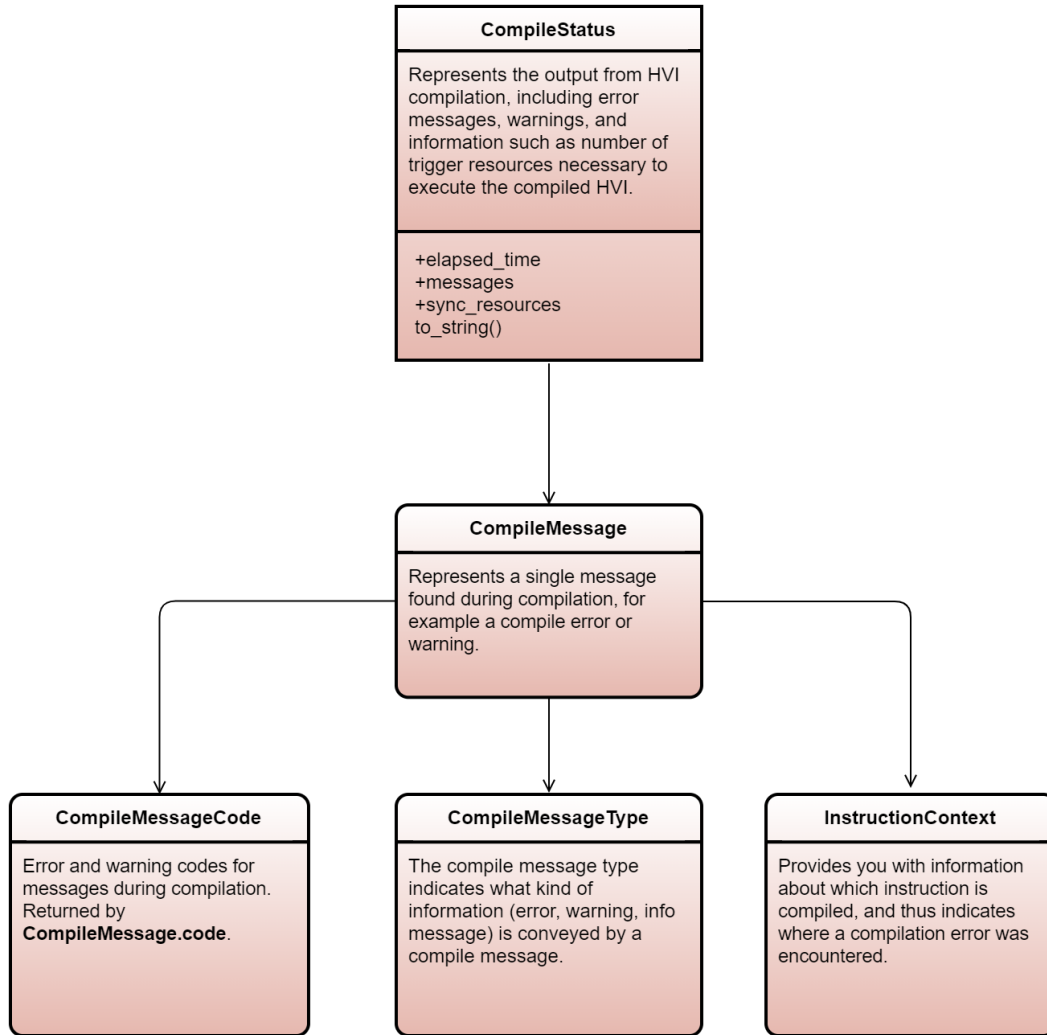 CompileStatus
Represents the output from HVI
compilation, including error
messages, warnings, and
information such as number of
trigger resources necessary to
execute the compiled HVI.
+elapsed_time
+messages
+sync_resources
to_string()
CompileMessage
Represents a single message
found during compilation, for
example a compile error or
warning.
CompileMessageCode
Error and warning codes for
messages during compilation.
Returned by
CompileMessage.code.
CompileMessageType
The compile message type
indicates what kind of
information (error, warning, info
message) is conveyed by a
compile message.
InstructionContext
Provides you with information
about which instruction is
compiled, and thus indicates
where a compilation error was
encountered.